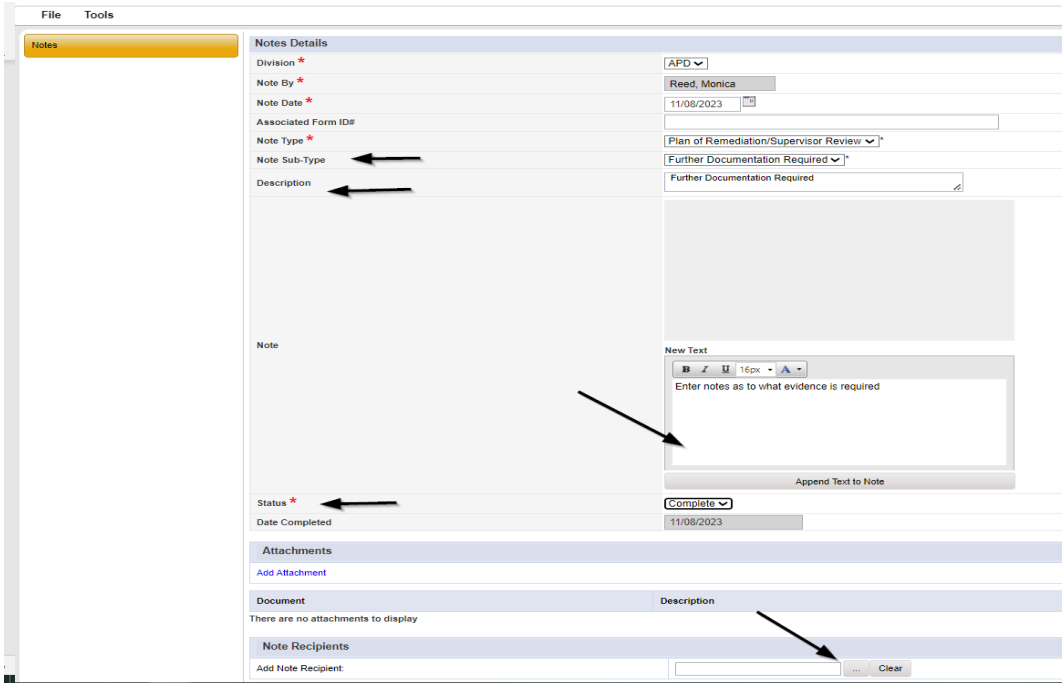 File Tools
Notes
Notes Details
Division * APD
Note By * Reed, Monica
Note Date * 11/08/2023
Associated Form ID#
Note Type * Plan of Remediation/Supervisor Review *
Note Sub-Type Further Documentation Required *
Description Further Documentation Required
Note
New Text
B I U 16px A
Enter notes as to what evidence is required
Append Text to Note
Status * Complete
Date Completed 11/08/2023
Attachments
Add Attachment
Document Description
There are no attachments to display
Note Recipients
Add Note Recipient: ... Clear